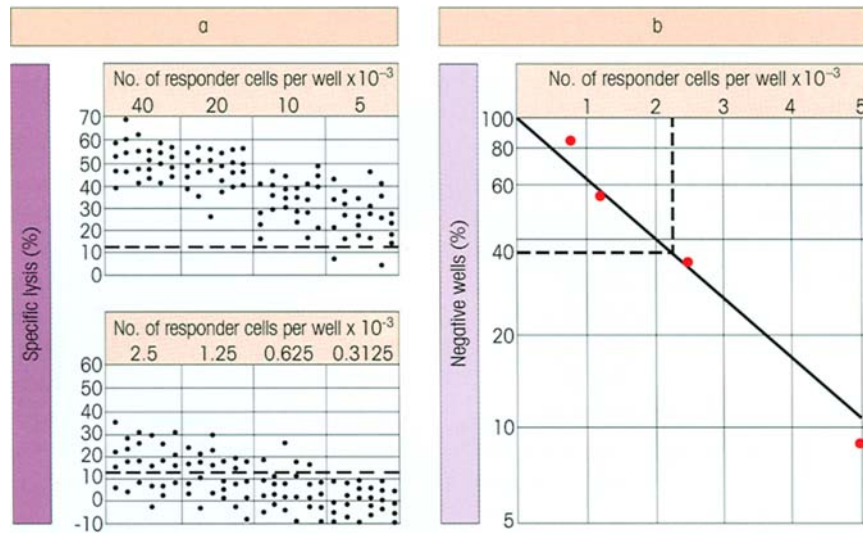 a
No. of responder cells per well x10⁻³
40 20 10 5
70
60
50
40
30
20
10
0
No. of responder cells per well x 10⁻³
2.5 1.25 0.625 0.3125
60
50
40
30
20
10
0
-10
Specific lysis (%)
b
No. of responder cells per well x10⁻³
1 2 3 4 5
100
80
60
40
20
10
5
Negative wells (%)